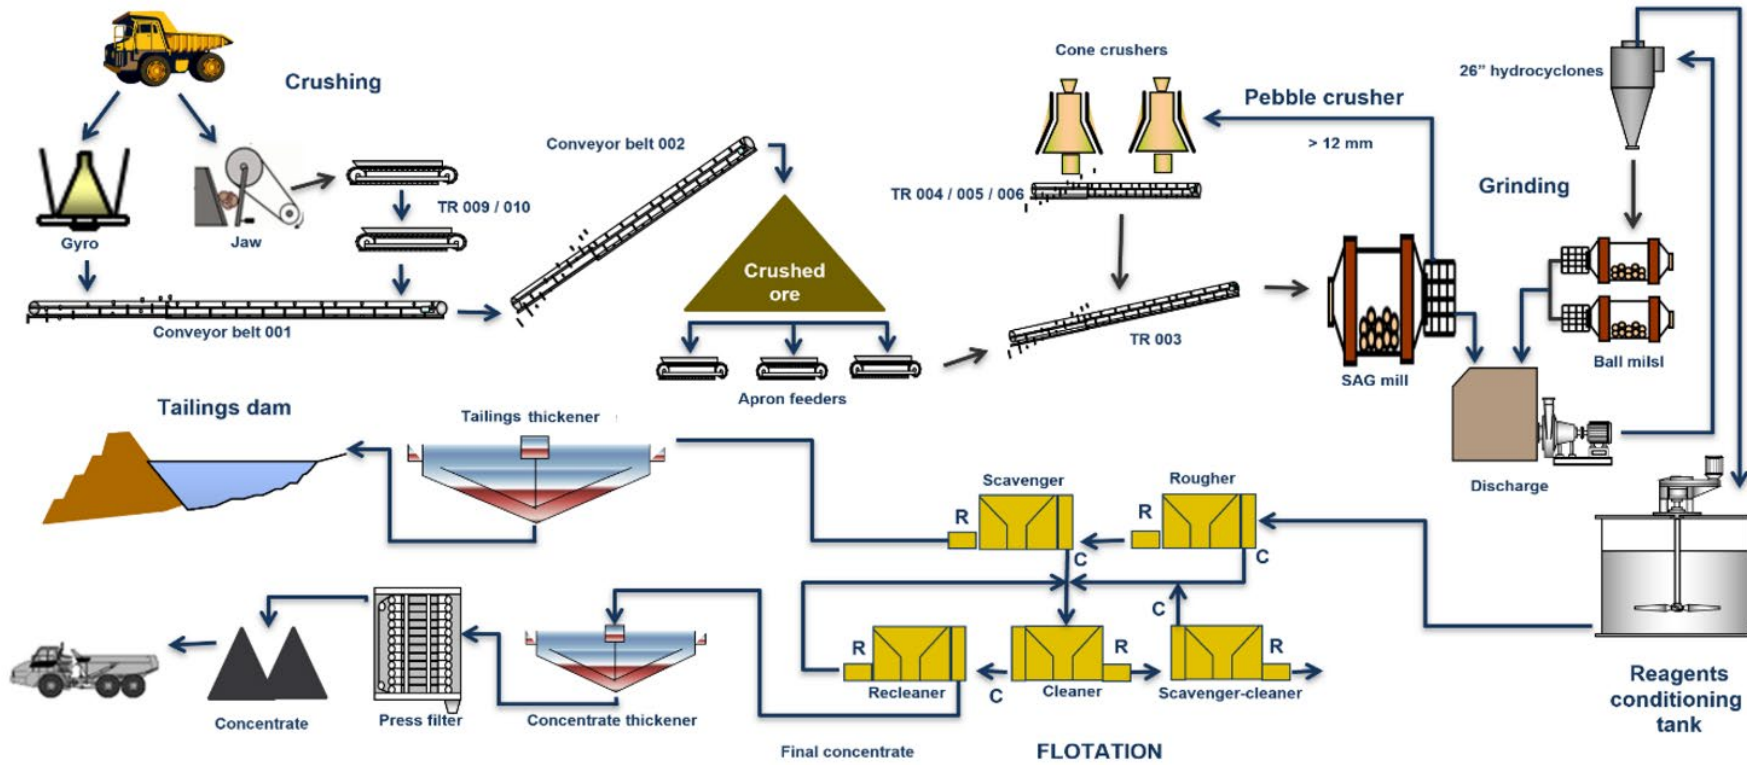 Crushing
Gyro
Jaw
TR 009 / 010
Conveyor belt 001
Conveyor belt 002
Crushed
ore
Apron feeders
Cone crushers
TR 004 / 005 / 006
TR 003
Pebble crusher
> 12 mm
26” hydrocyclones
Grinding
SAG mill
Ball milsl
Discharge
Reagents
conditioning
tank
Tailings dam
Tailings thickener
Scavenger
R
Rougher
R
C
C
C
Recleaner
R
Cleaner
R
C
Scavenger-cleaner
R
FLOTATION
Final concentrate
Concentrate thickener
Press filter
Concentrate